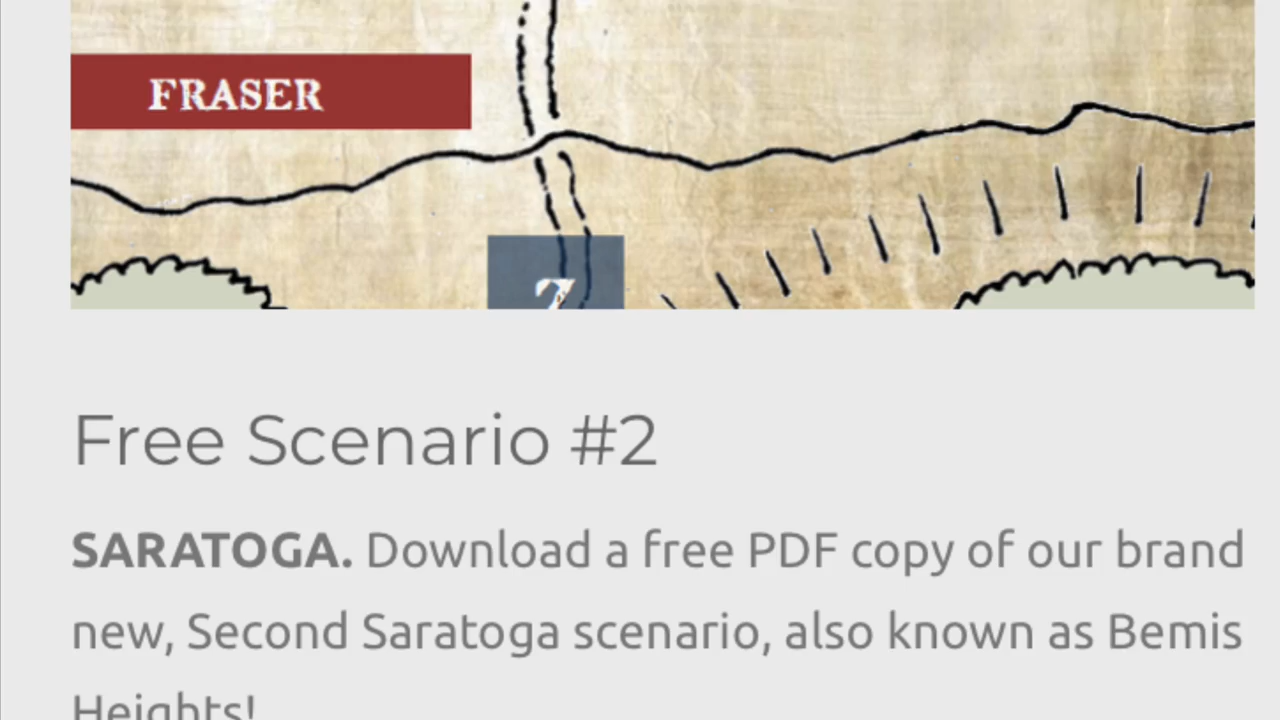 FRASER
Free Scenario #2
SARATOGA. Download a free PDF copy of our brand
new, Second Saratoga scenario, also known as Bemis
Heights!